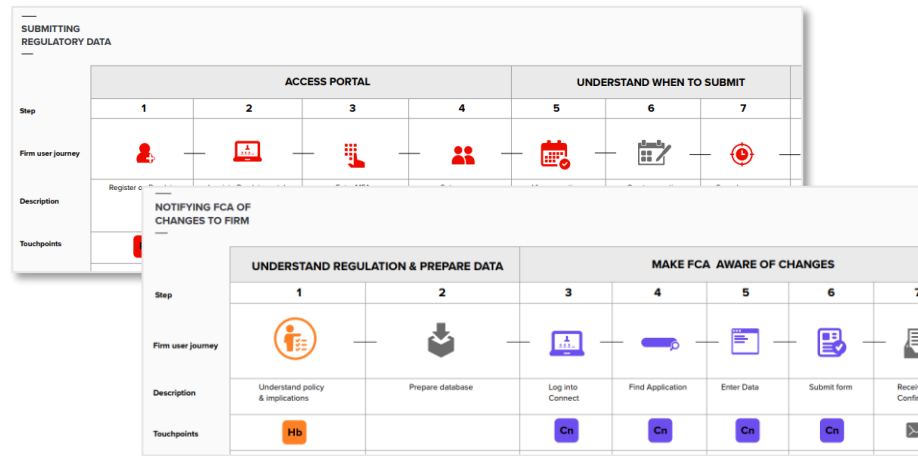 SUBMITTING
REGULATORY DATA
ACCESS PORTAL UNDERSTAND WHEN TO SUBMIT
Step 1 2 3 4 5 6 7
Firm user journey
Description
Register
Touchpoints
NOTIFYING FCA OF
CHANGES TO FIRM
UNDERSTAND REGULATION & PREPARE DATA MAKE FCA AWARE OF CHANGES
Step 1 2 3 4 5 6 7
Firm user journey
Description
Understand policy Prepare database Log into Find Application Enter Data Submit form
& implications Connect
Touchpoints Hb Cn Cn Cn Cn